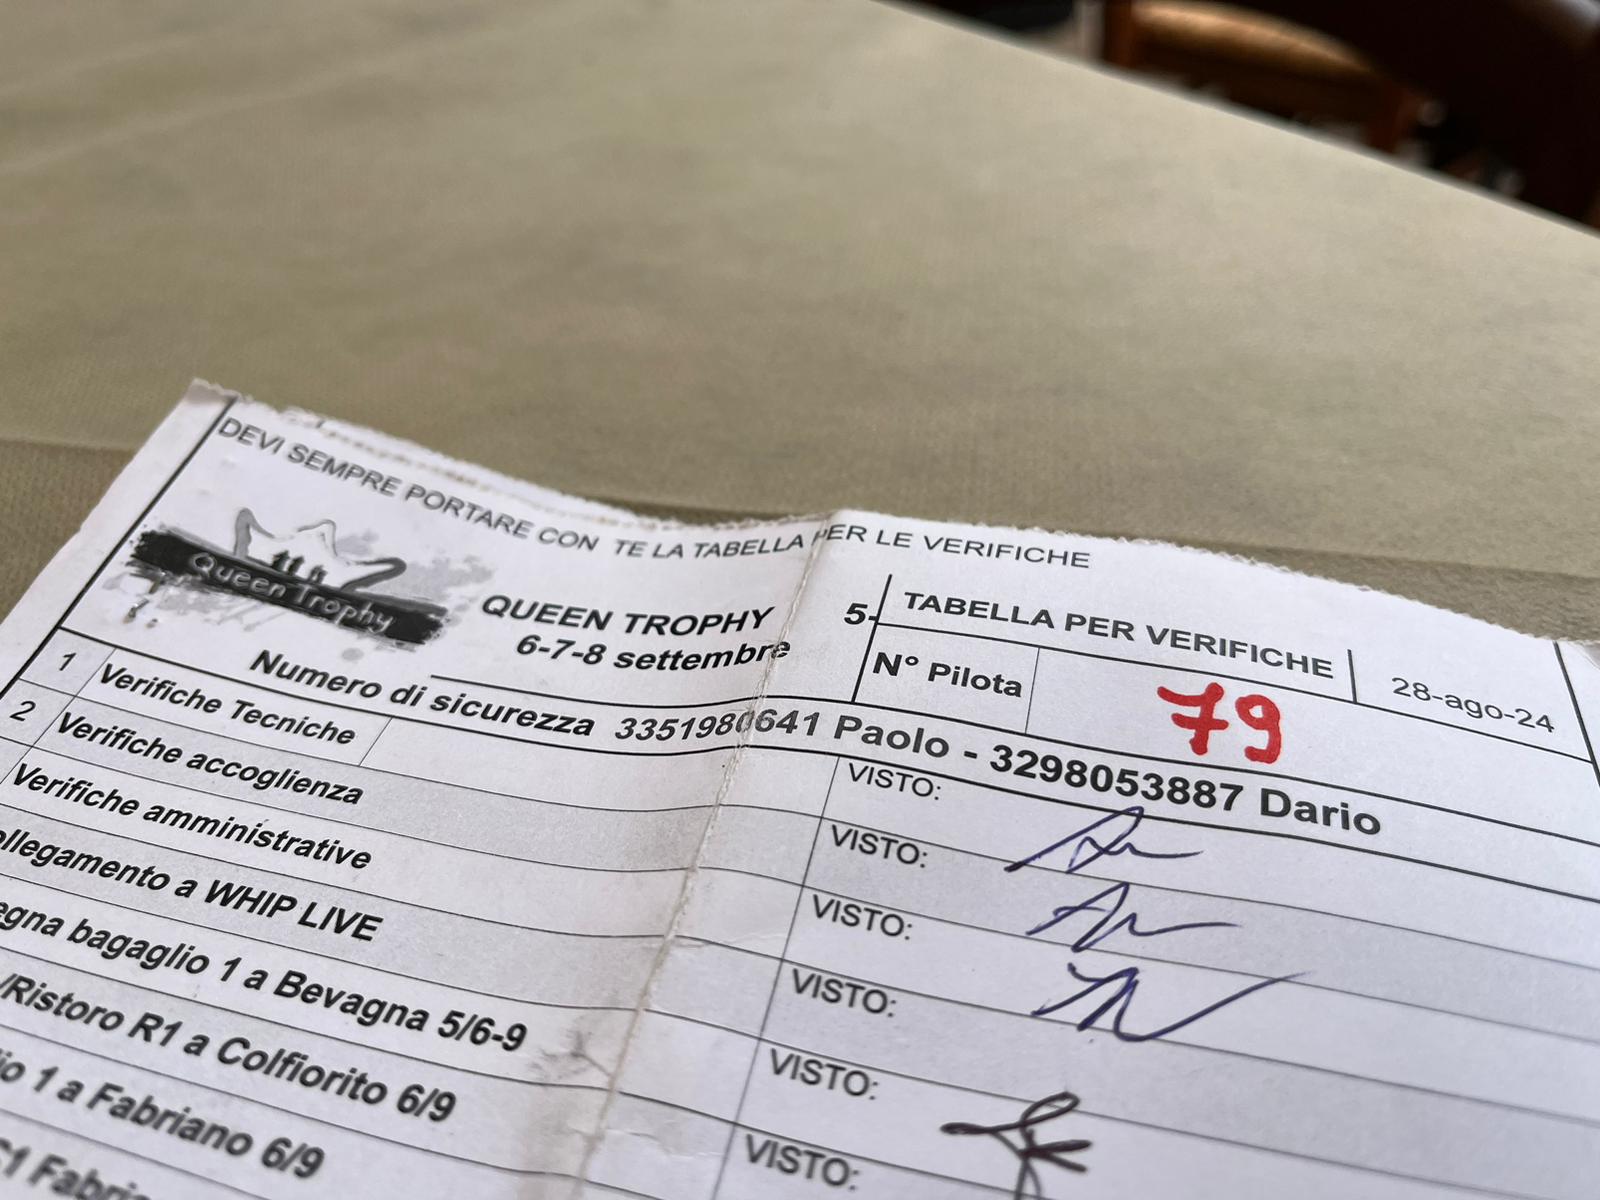 DEVI SEMPRE PORTARE CON TE LA TABELLA PER LE VERIFICHE
Queen Trophy
QUEEN TROPHY
5-
6-7-8 settembre
TABELLA PER VERIFICHE
28-ago-24
N° Pilota
79
Numero di sicurezza 3351980641 Paolo - 3298053887 Dario
1 Verifiche Tecniche VISTO:
2 Verifiche accoglienza VISTO:
Verifiche amministrative VISTO:
ollegamento a WHIP LIVE VISTO:
egna bagaglio 1 a Bevagna 5/6-9 VISTO:
/Ristoro R1 a Colfiorito 6/9 VISTO:
io 1 a Fabriano 6/9